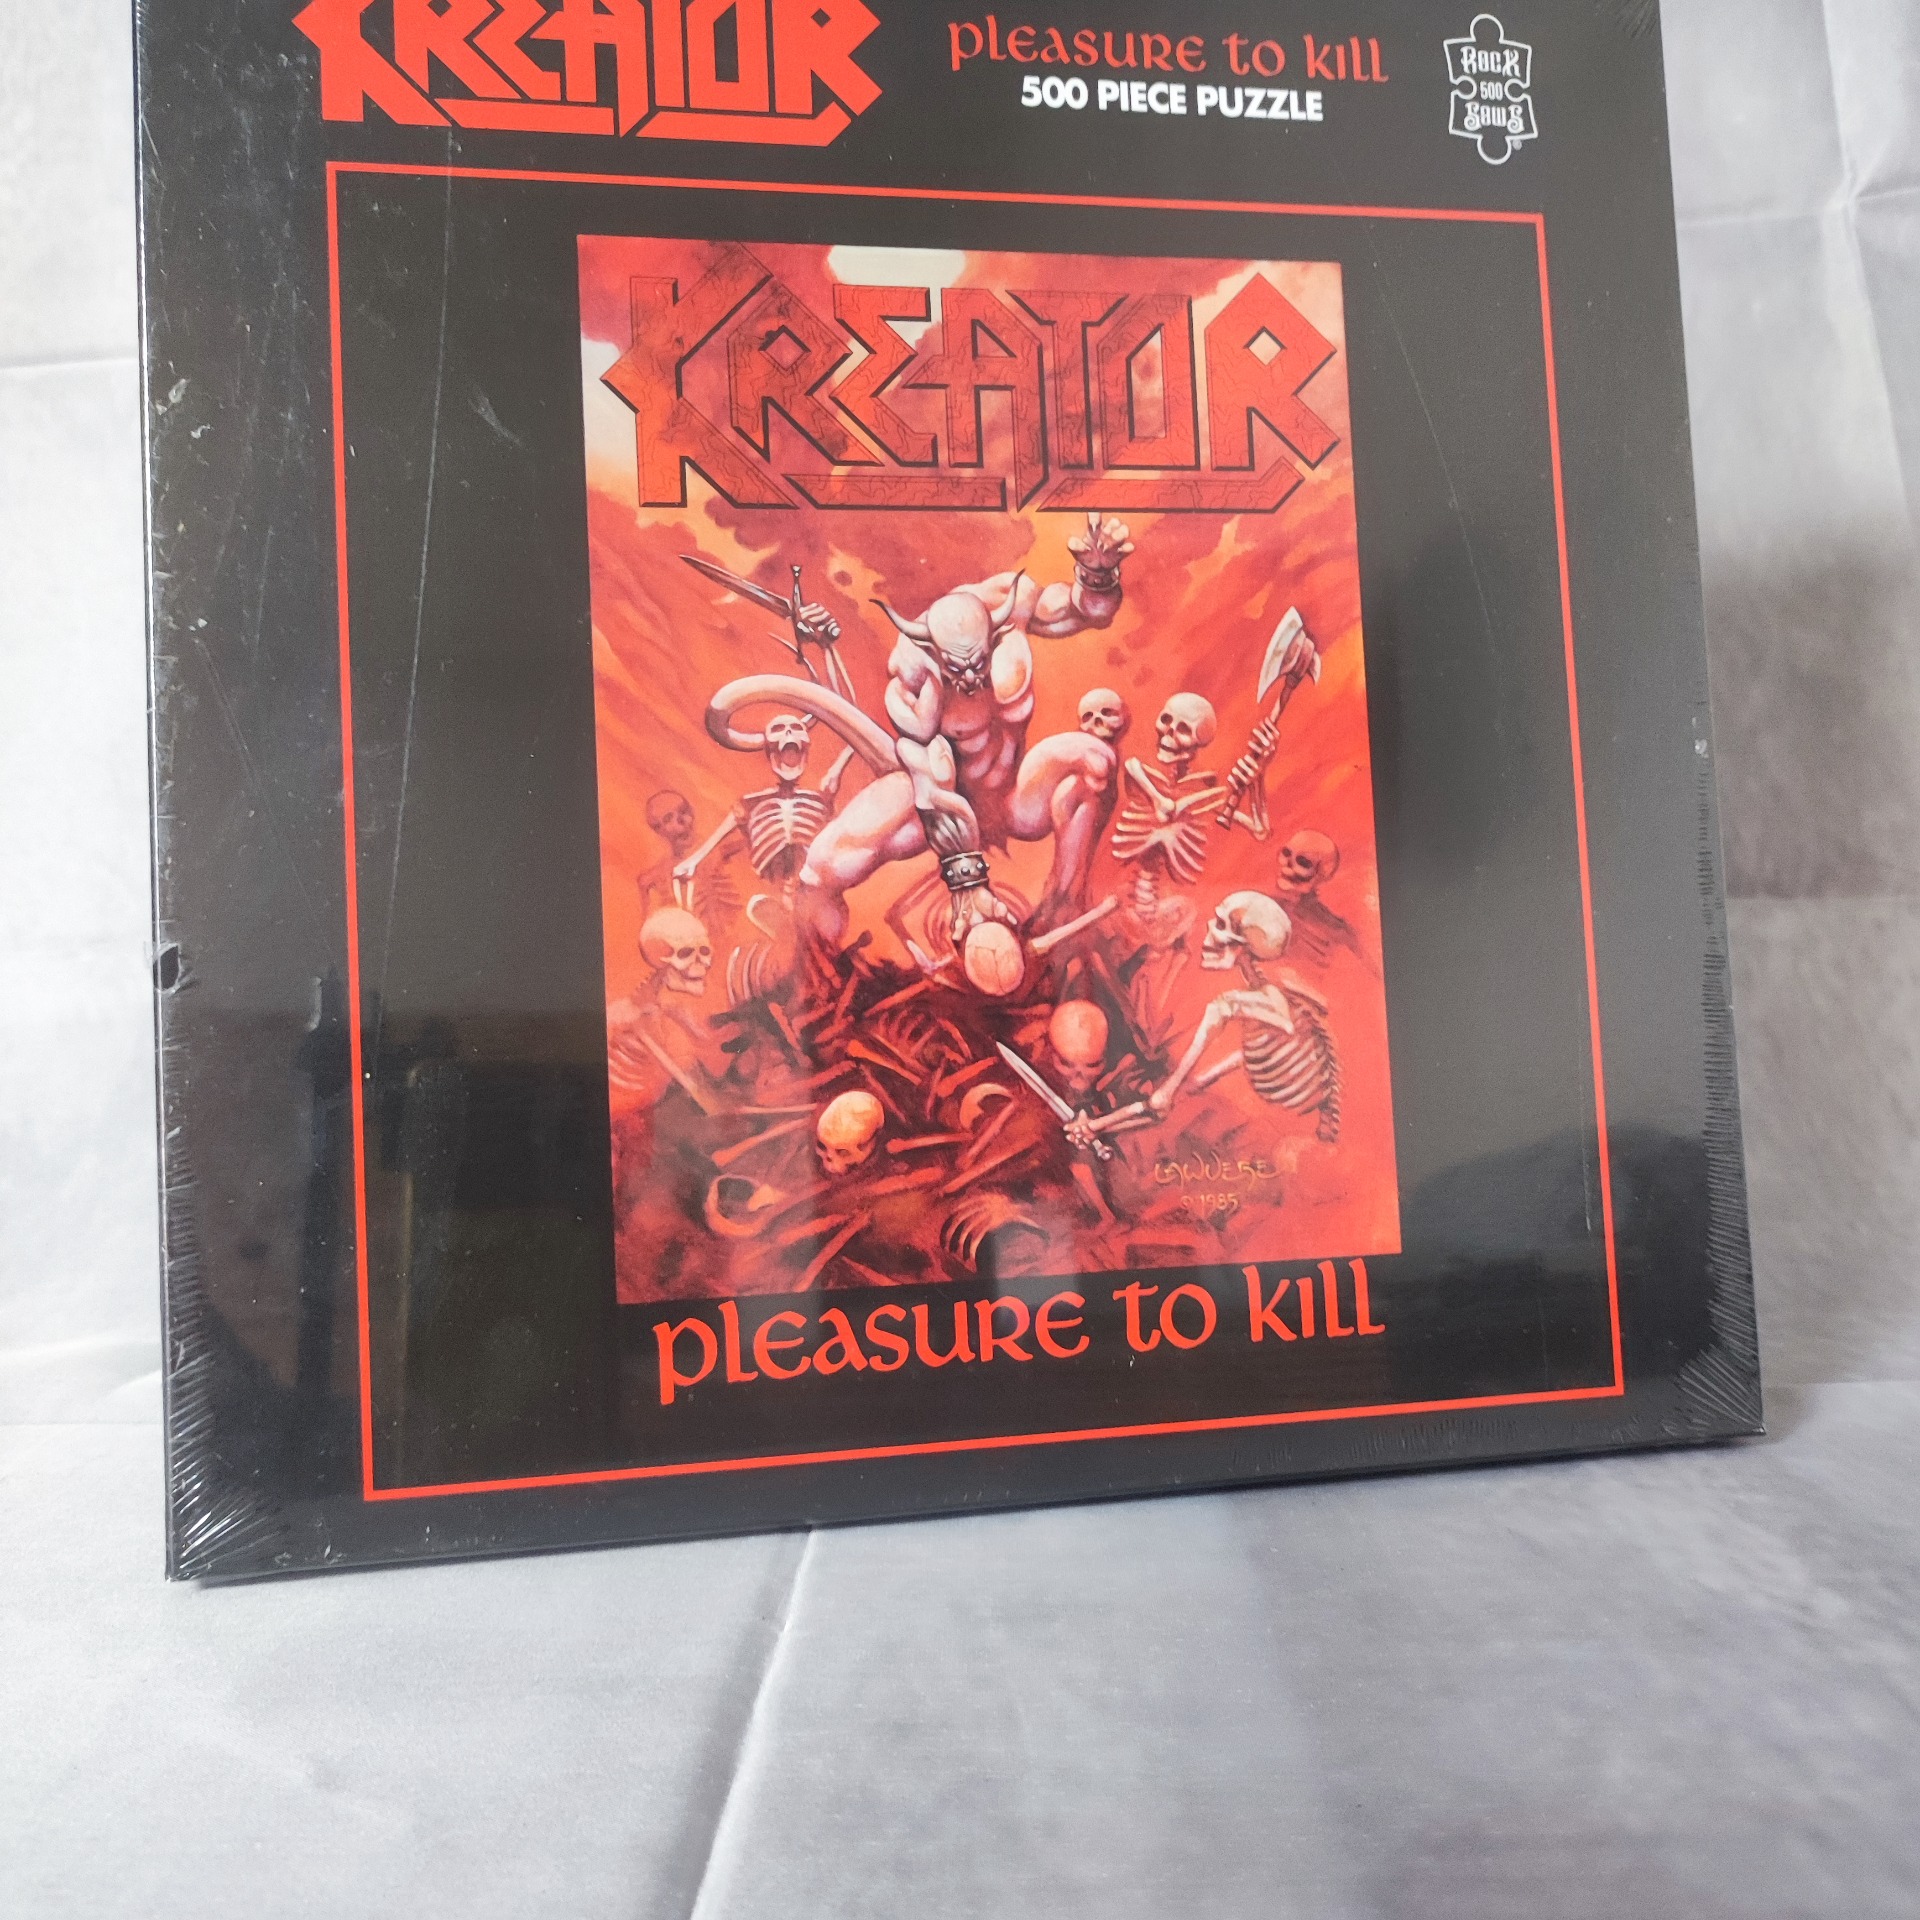 KREATOR
pleasure to kill
500 PIECE PUZZLE
ROCK
500
SAWS®
KREATOR
LAWVERE
© 1985
pleasure to kill